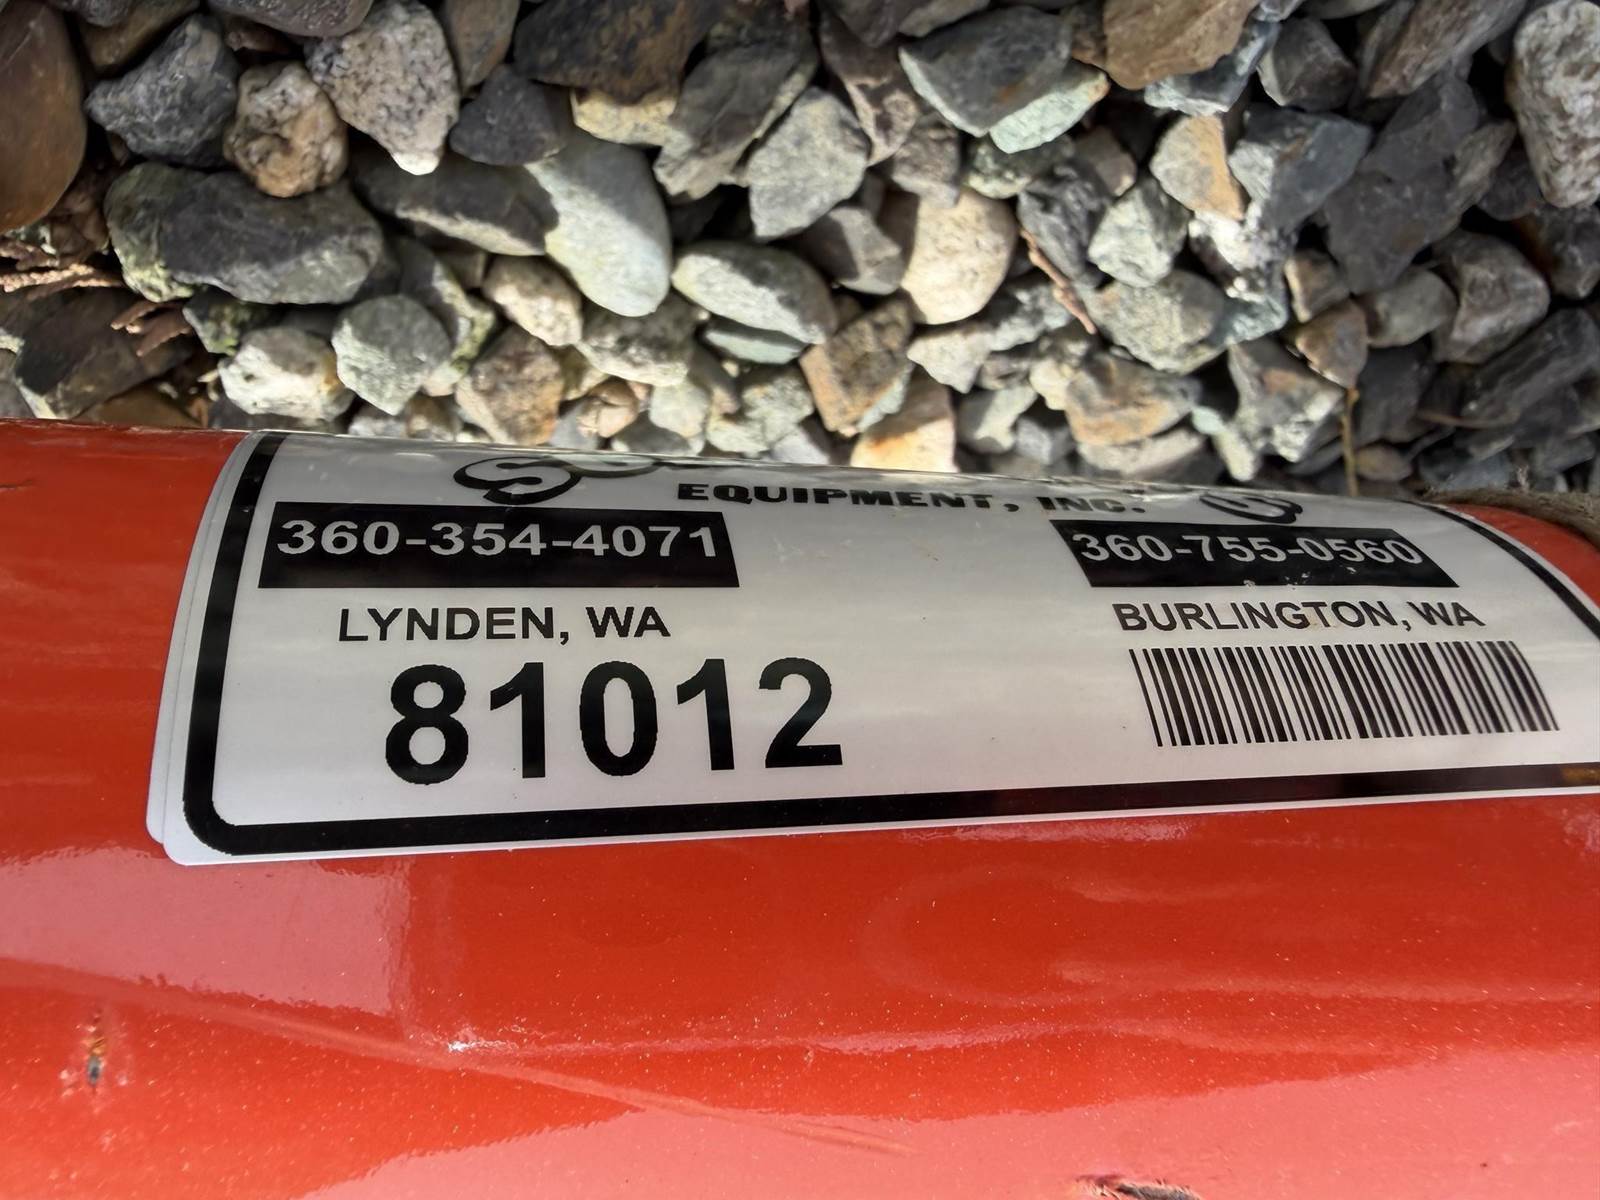 EQUIPMENT, INC.
360-354-4071
360-755-0560
LYNDEN, WA
BURLINGTON, WA
81012